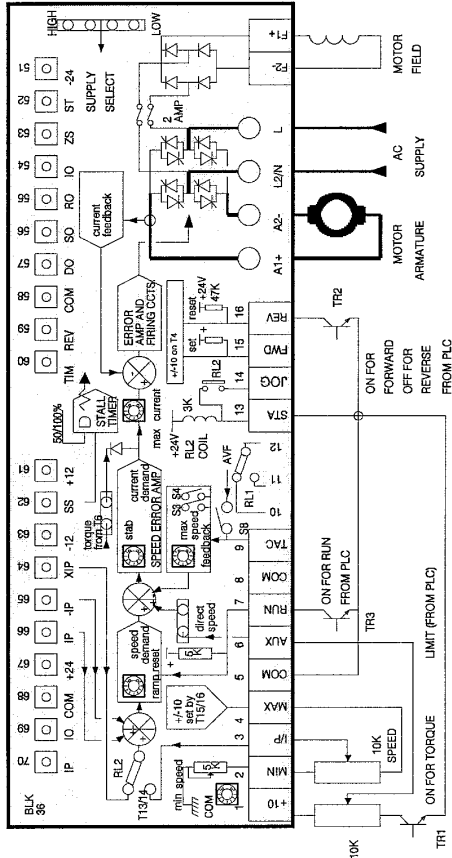 HIGH
LOW
SUPPLY
SELECT
51
-24
52
ST
53
ZS
54
IO
55
RO
56
SO
57
DO
58
COM
59
REV
60
TIM
61
+12
62
SS
63
-12
64
XIP
65
-IP
66
IP
67
+24
68
COM
69
IO
70
IP
BLK
36
2
AMP
F1+
F2-
MOTOR
FIELD
L
L2/N
AC
SUPPLY
A2-
A1+
MOTOR
ARMATURE
current
feedback
ERROR
AMP AND
FIRING CCTS
+/-10 on T4
reset
+24V
47K
set
+
16
REV
15
FWD
14
JOG
13
STA
RL2
3K
+24V
RL2
COIL
max
current
50/100%
STALL
TIMER
torque
from T6
current
demand
stab
SPEED ERROR AMP
S3
S4
max
speed
feedback
AVF
S8
RL1
12
11
10
9
TAC
8
COM
7
RUN
6
AUX
5
COM
4
MAX
3
I/P
2
MIN
1
+10
direct
speed
5
K
+
speed
demand
ramp
reset
+/-10
set by
T15/16
RL2
T13/14
min speed
5
K
COM
TR2
ON FOR
FORWARD
OFF FOR
REVERSE
FROM PLC
ON FOR RUN
FROM PLC
TR3
LIMIT (FROM PLC)
10K
SPEED
ON FOR TORQUE
10K
TR1